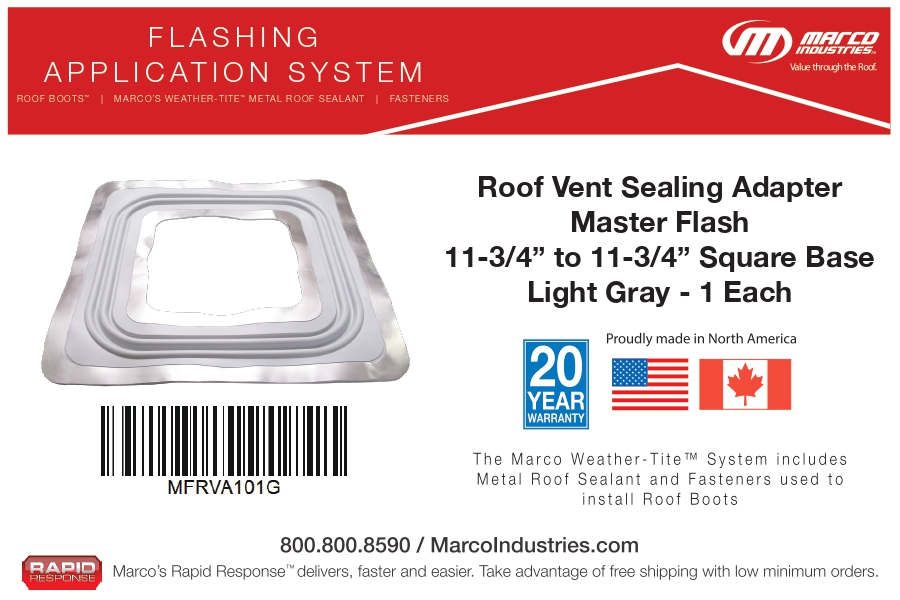 FLASHING
APPLICATION SYSTEM
ROOF BOOTS™ | MARCO'S WEATHER-TITE™ METAL ROOF SEALANT | FASTENERS
MARCO
INDUSTRIES™
Value through the Roof.
Roof Vent Sealing Adapter
Master Flash
11-3/4” to 11-3/4” Square Base
Light Gray - 1 Each
Proudly made in North America
20
YEAR
WARRANTY
MFRVA101G
The Marco Weather-Tite™ System includes
Metal Roof Sealant and Fasteners used to
install Roof Boots
800.800.8590 / MarcoIndustries.com
RAPID
RESPONSE
Marco's Rapid Response™ delivers, faster and easier. Take advantage of free shipping with low minimum orders.